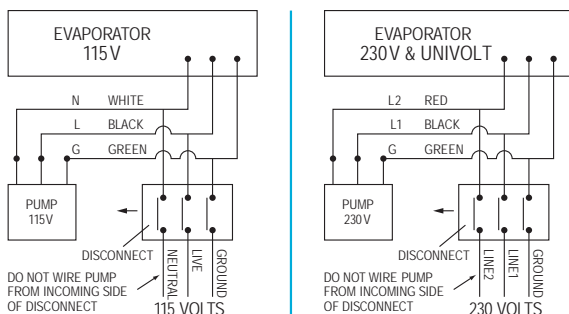 EVAPORATOR
115 V
N WHITE
L BLACK
G GREEN
PUMP
115 V
DISCONNECT
DO NOT WIRE PUMP
FROM INCOMING SIDE
OF DISCONNECT
NEUTRAL
LIVE
GROUND
115 VOLTS
EVAPORATOR
230 V & UNIVOLT
L2 RED
L1 BLACK
G GREEN
PUMP
230 V
DISCONNECT
DO NOT WIRE PUMP
FROM INCOMING SIDE
OF DISCONNECT
LINE2
LINE1
GROUND
230 VOLTS